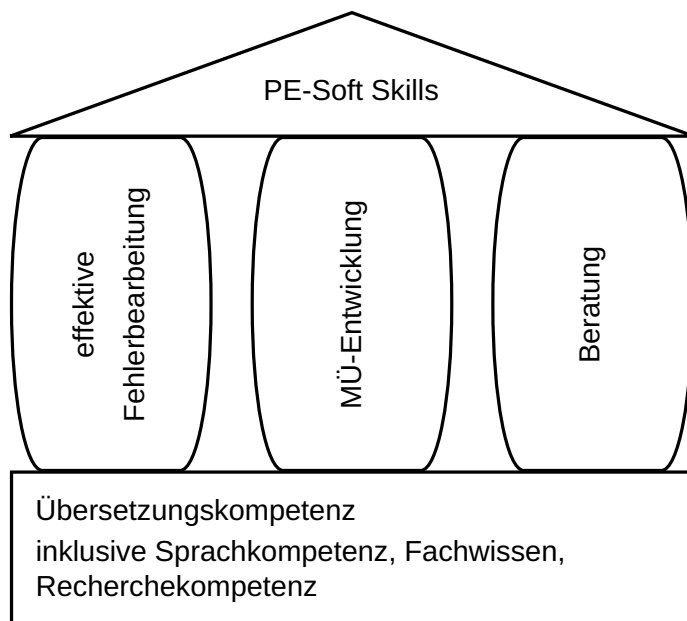 PE-Soft Skills
effektive
Fehlerbearbeitung
MÜ-Entwicklung
Beratung
Übersetzungskompetenz
inklusive Sprachkompetenz, Fachwissen,
Recherchekompetenz